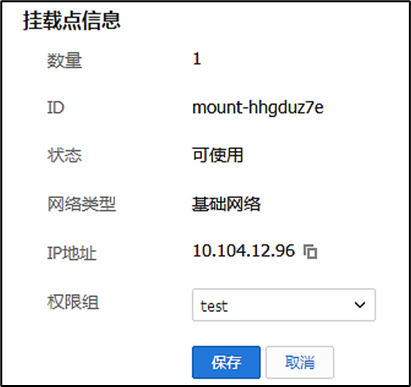 挂载点信息
数量 1
ID mount-hhgduz7e
状态 可使用
网络类型 基础网络
IP地址 10.104.12.96
权限组 test
保存 取消